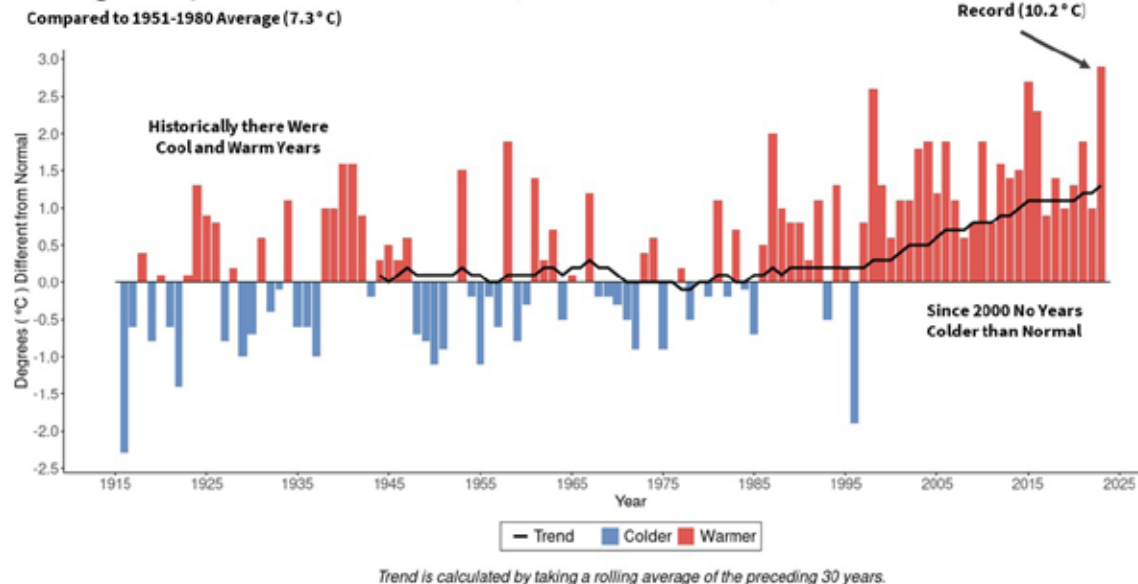 Compared to 1951-1980 Average (7.3°C)
Record (10.2°C)
Historically there Were
Cool and Warm Years
Since 2000 No Years
Colder than Normal
Degrees (°C) Different from Normal
3.0
2.5
2.0
1.5
1.0
0.5
0.0
-0.5
-1.0
-1.5
-2.0
-2.5
1915 1925 1935 1945 1955 1965 1975 1985 1995 2005 2015 2025
Year
Trend Colder Warmer
Trend is calculated by taking a rolling average of the preceding 30 years.